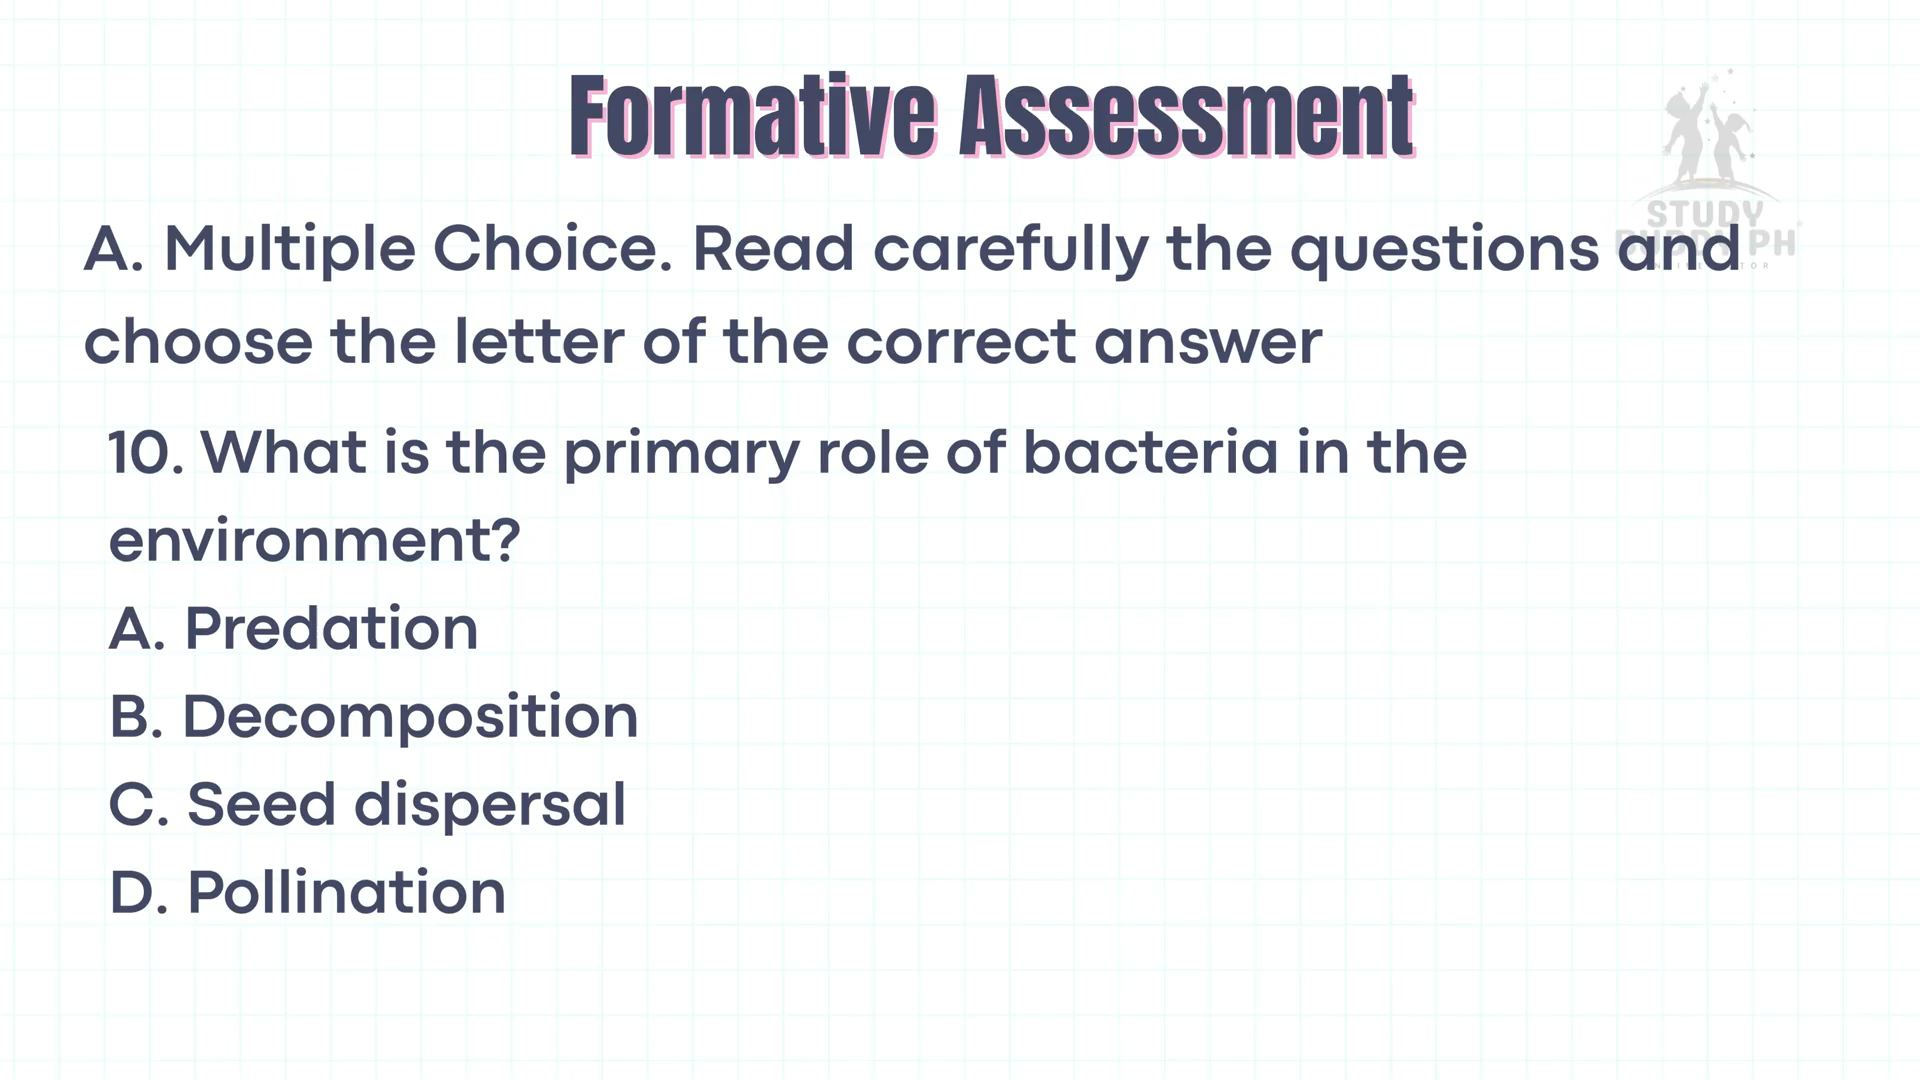 Formative Assessment
STUDY
BUDDY PH
A. Multiple Choice. Read carefully the questions and
choose the letter of the correct answer
10. What is the primary role of bacteria in the
environment?
A. Predation
B. Decomposition
C. Seed dispersal
D. Pollination